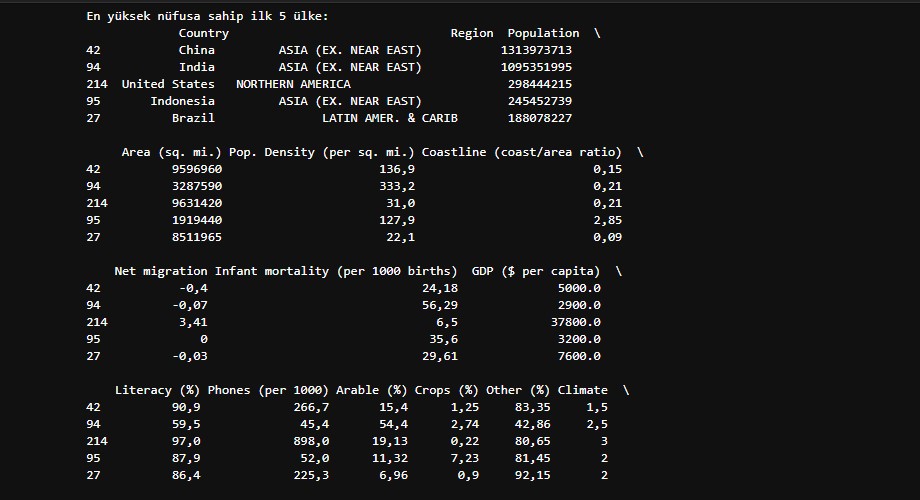 En yüksek nüfusa sahip ilk 5 ülke:
Country Region Population \
42 China ASIA (EX. NEAR EAST) 1313973713
94 India ASIA (EX. NEAR EAST) 1095351995
214 United States NORTHERN AMERICA 298444215
95 Indonesia ASIA (EX. NEAR EAST) 245452739
27 Brazil LATIN AMER. & CARIB 188078227
Area (sq. mi.) Pop. Density (per sq. mi.) Coastline (coast/area ratio) \
42 9596960 136,9 0,15
94 3287590 333,2 0,21
214 9631420 31,0 0,21
95 1919440 127,9 2,85
27 8511965 22,1 0,09
Net migration Infant mortality (per 1000 births) GDP ($ per capita) \
42 -0,4 24,18 5000.0
94 -0,07 56,29 2900.0
214 3,41 6,5 37800.0
95 0 35,6 3200.0
27 -0,03 29,61 7600.0
Literacy (%) Phones (per 1000) Arable (%) Crops (%) Other (%) Climate \
42 90,9 266,7 15,4 1,25 83,35 1,5
94 59,5 45,4 54,4 2,74 42,86 2,5
214 97,0 898,0 19,13 0,22 80,65 3
95 87,9 52,0 11,32 7,23 81,45 2
27 86,4 225,3 6,96 0,9 92,15 2